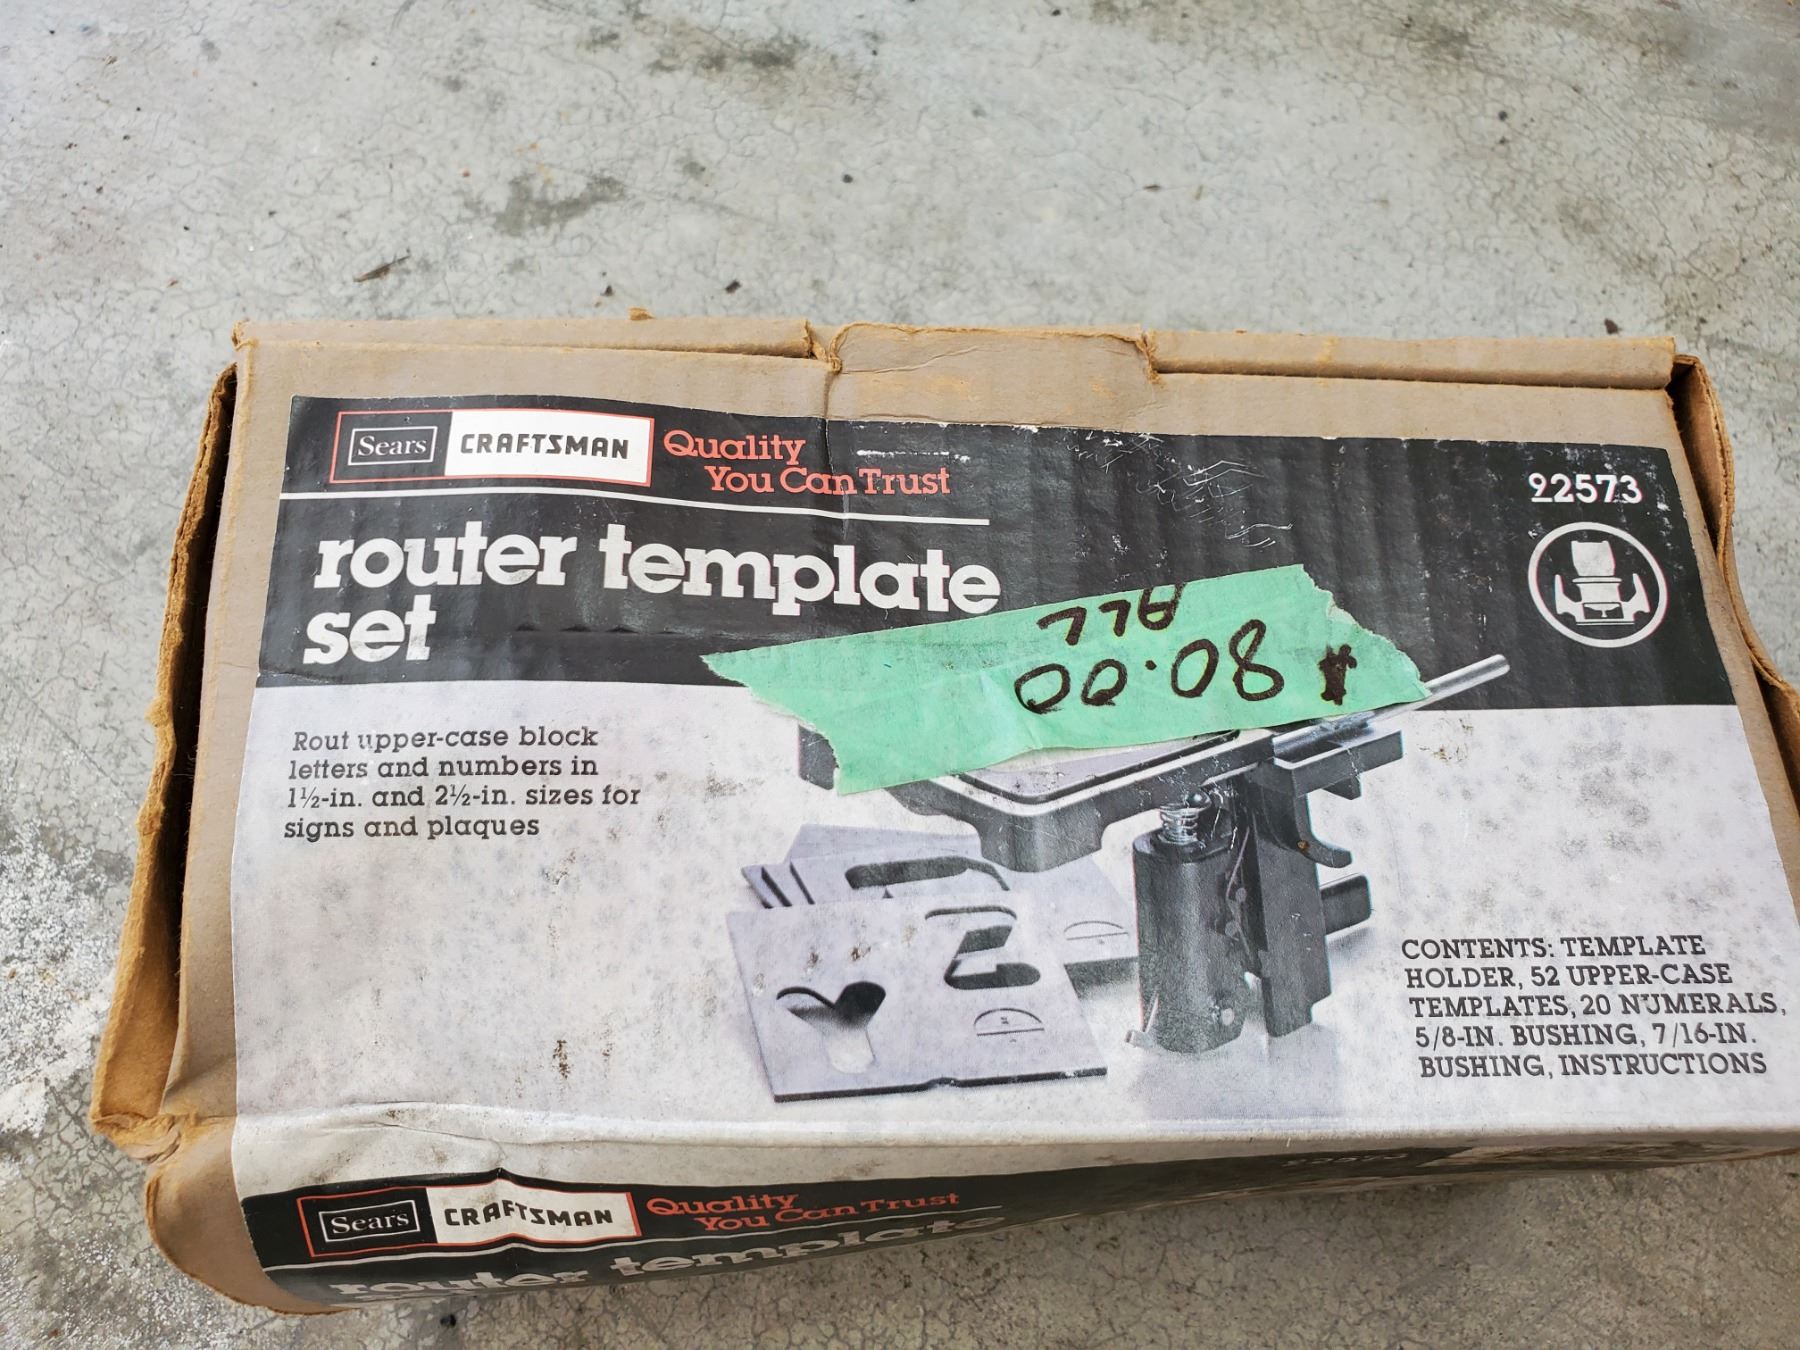 Sears CRAFTSMAN
Quality
You Can Trust
22573
router template
set
$ 80.00
ALL
Rout upper-case block
letters and numbers in
1½-in. and 2½-in. sizes for
signs and plaques
CONTENTS: TEMPLATE
HOLDER, 52 UPPER-CASE
TEMPLATES, 20 NUMERALS,
5/8-IN. BUSHING, 7/16-IN.
BUSHING, INSTRUCTIONS
Sears CRAFTSMAN
Quality
You Can Trust
router template